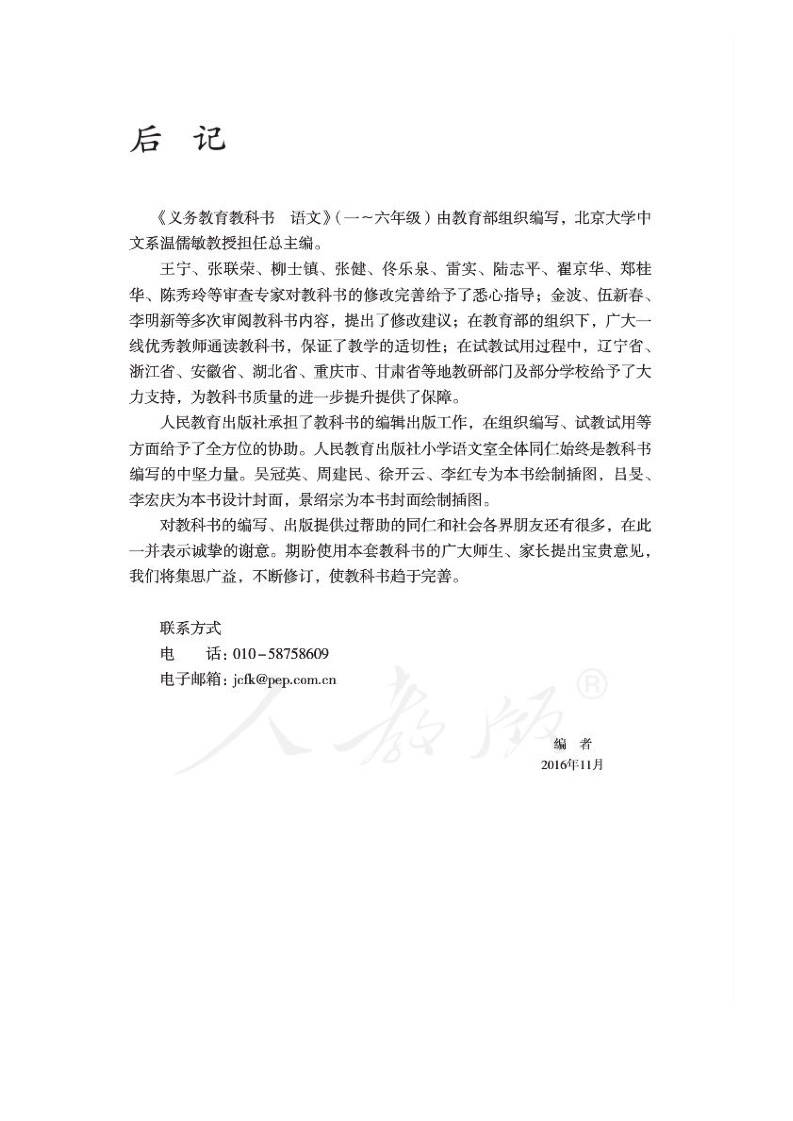 后 记
《义务教育教科书 语文》（一～六年级）由教育部组织编写，北京大学中
文系温儒敏教授担任总主编。
王宁、张联荣、柳士镇、张健、佟乐泉、雷实、陆志平、翟京华、郑桂
华、陈秀玲等审查专家对教科书的修改完善给予了悉心指导；金波、伍新春、
李明新等多次审阅教科书内容，提出了修改建议；在教育部的组织下，广大一
线优秀教师通读教科书，保证了教学的适切性；在试教试用过程中，辽宁省、
浙江省、安徽省、湖北省、重庆市、甘肃省等地教研部门及部分学校给予了大
力支持，为教科书质量的进一步提升提供了保障。
人民教育出版社承担了教科书的编辑出版工作，在组织编写、试教试用等
方面给予了全方位的协助。人民教育出版社小学语文室全体同仁始终是教科书
编写的中坚力量。吴冠英、周建民、徐开云、李红专为本书绘制插图，吕旻、
李宏庆为本书设计封面，景绍宗为本书封面绘制插图。
对教科书的编写、出版提供过帮助的同仁和社会各界朋友还有很多，在此
一并表示诚挚的谢意。期盼使用本套教科书的广大师生、家长提出宝贵意见，
我们将集思广益，不断修订，使教科书趋于完善。
联系方式
电 话：010-58758609
电子邮箱：jcfk@pep.com.cn
人教版®
编 者
2016年11月